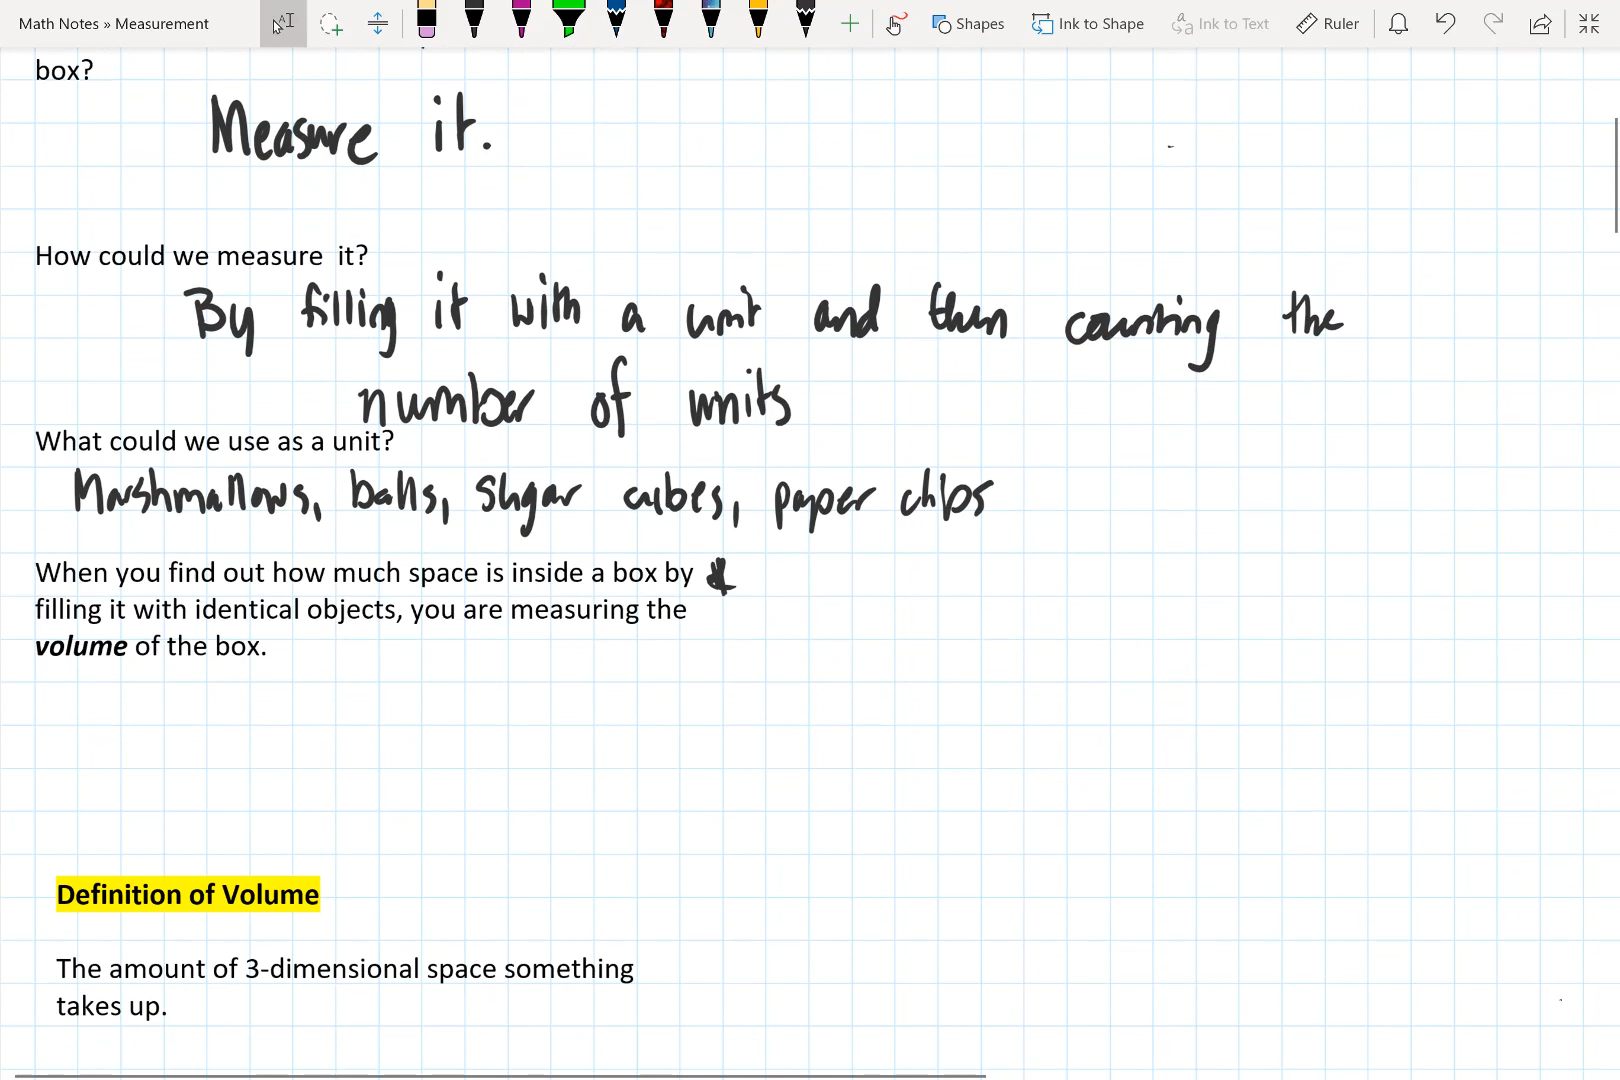 Math Notes » Measurement
Shapes
Ink to Shape
Ink to Text
Ruler
box?
Measure it.
How could we measure it?
By filling it with a unit and then counting the
number of units
What could we use as a unit?
Marshmallows, balls, sugar cubes, paper clips
When you find out how much space is inside a box by
filling it with identical objects, you are measuring the
volume of the box.
Definition of Volume
The amount of 3-dimensional space something
takes up.